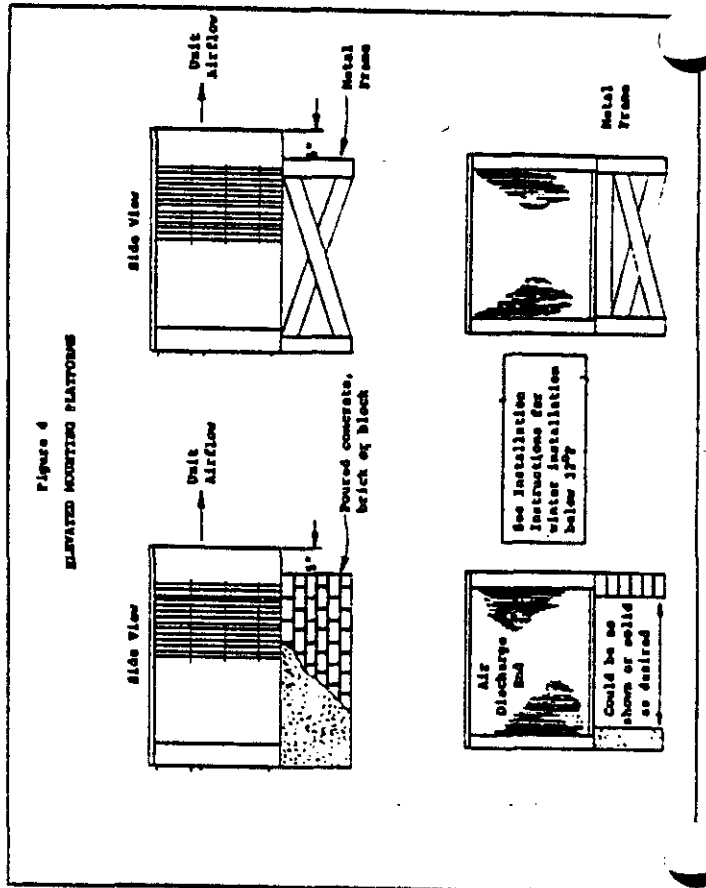 Figure 4
ELEVATED MOUNTING PLATFORMS
Side View
Unit
Airflow
Poured concrete,
brick or block
Side View
Unit
Airflow
Metal
Frame
Air
Discharge
End
Could be as
shown or solid
as desired
See Installation
Instructions for
winter installation
below
Metal
Frame